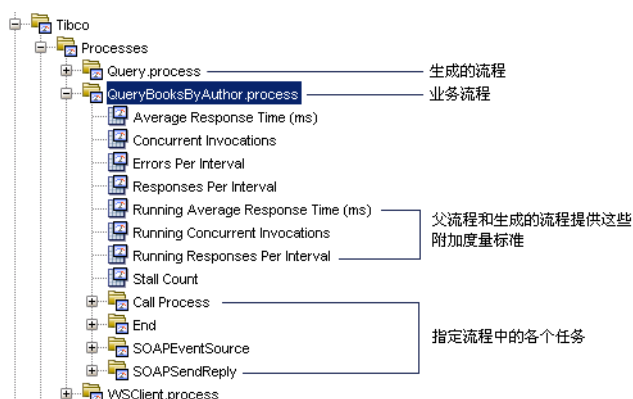 Tibco
Processes
Query.process 生成的流程
QueryBooksByAuthor.process 业务流程
Average Response Time (ms)
Concurrent Invocations
Errors Per Interval
Responses Per Interval
Running Average Response Time (ms)
Running Concurrent Invocations
Running Responses Per Interval
父流程和生成的流程提供这些
附加度量标准
Stall Count
Call Process
End
SOAPEventSource
SOAPSendReply
指定流程中的各个任务
WSClient.process